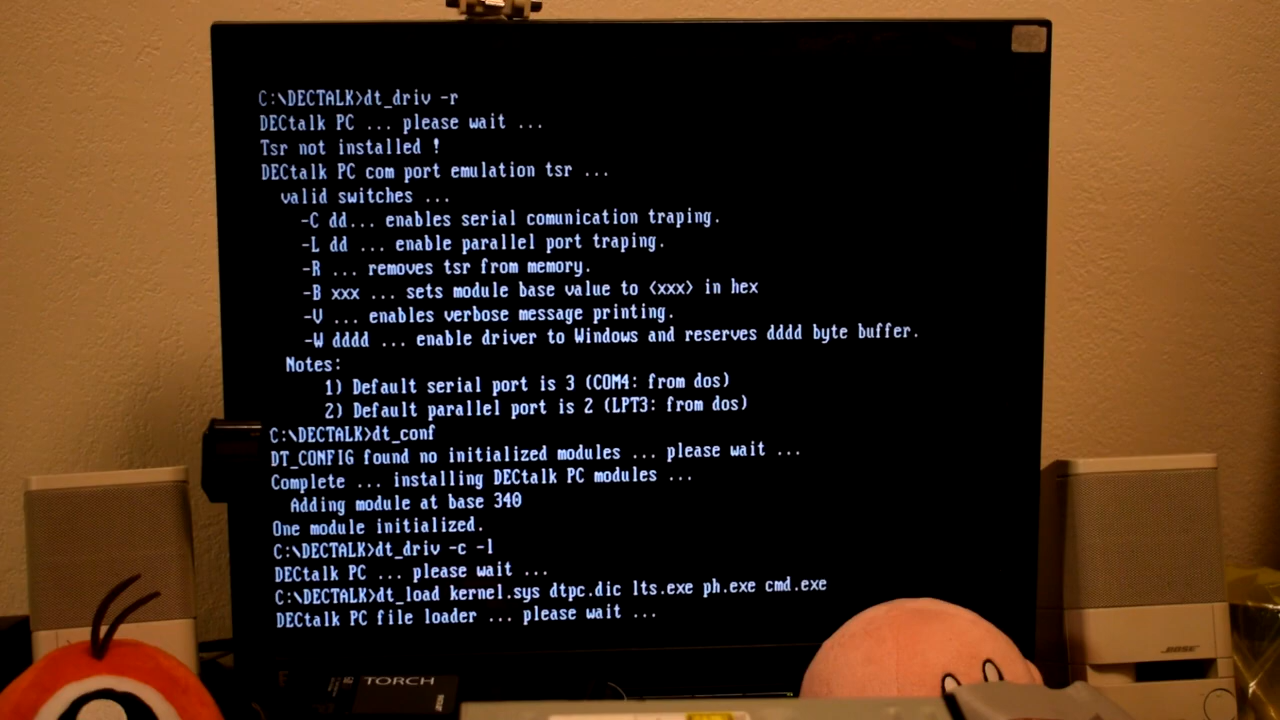 C:\DECTALK>dt_driv -r
DECtalk PC ... please wait ...
Tsr not installed !
DECtalk PC com port emulation tsr ...
valid switches ...
-C dd... enables serial comunication traping.
-L dd ... enable parallel port traping.
-R ... removes tsr from memory.
-B xxx ... sets module base value to <xxx> in hex
-V ... enables verbose message printing.
-W dddd ... enable driver to Windows and reserves dddd byte buffer.
Notes:
1) Default serial port is 3 (COM4: from dos)
2) Default parallel port is 2 (LPT3: from dos)
C:\DECTALK>dt_conf
DT_CONFIG found no initialized modules ... please wait ...
Complete ... installing DECtalk PC modules ...
Adding module at base 340
One module initialized.
C:\DECTALK>dt_driv -c -l
DECtalk PC ... please wait ...
C:\DECTALK>dt_load kernel.sys dtpc.dic lts.exe ph.exe cmd.exe
DECtalk PC file loader ... please wait ...
BOSE
TORCH